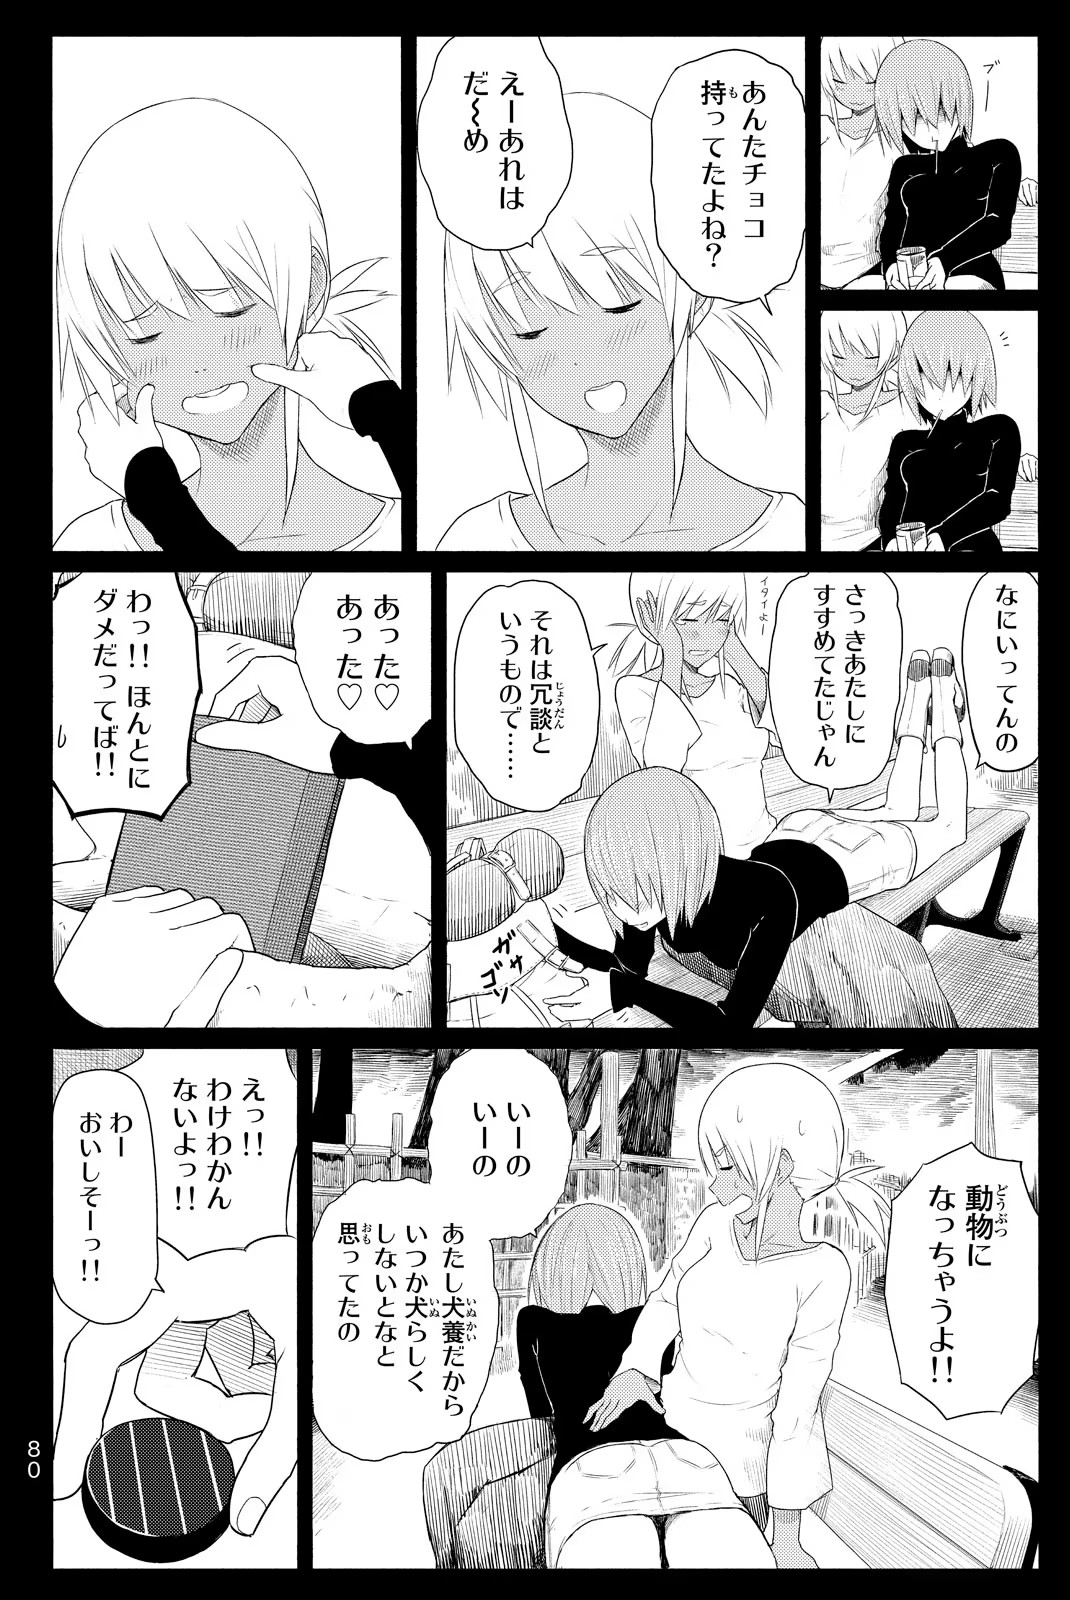 ブー
あんたチョコ
持ってたよね？
えーあれは
だ〜め
なにいってんの
さっきあたしに
すすめてたじゃん
イタイよー
それは冗談と
いうもので……
ガサ
ゴソ
あった♡
あった♡
わっ!! ほんとに
ダメだってば!!
動物に
なっちゃうよ!!
いーの
いーの
あたし犬養だから
いつか犬らしく
しないとなと
思ってたの
えっ!!
わけわかん
ないよっ!!
わー
おいしそーっ!!
80